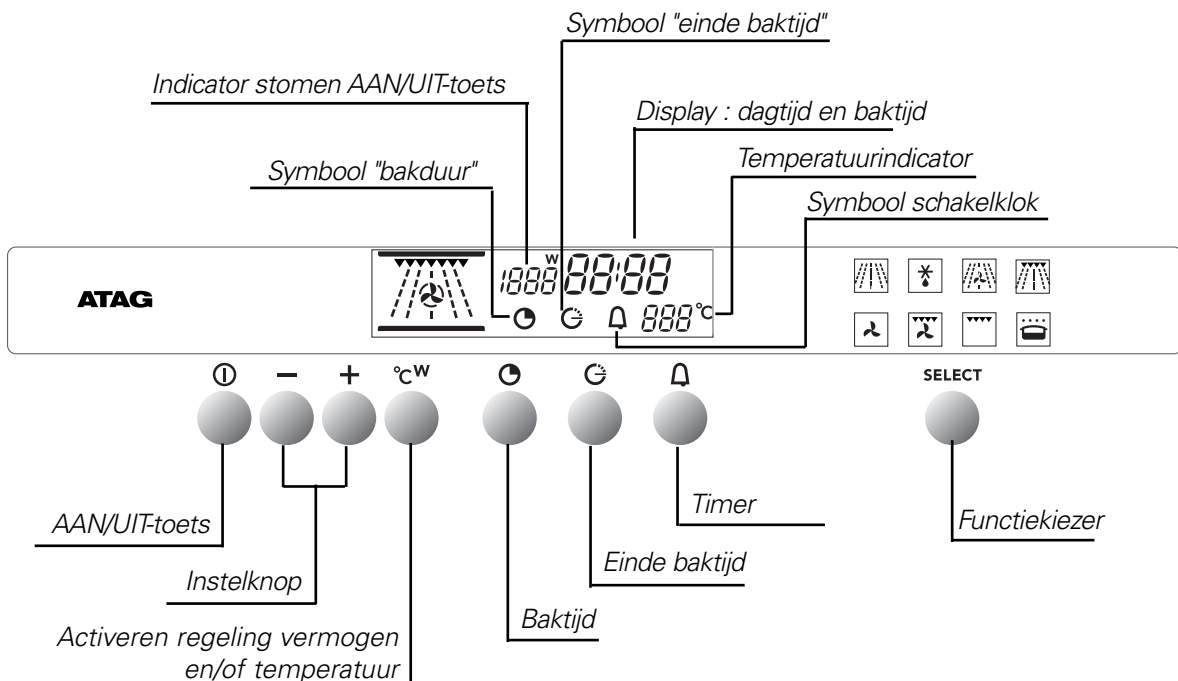 Symbool "einde baktijd"
Indicator stomen AAN/UIT-toets
Display : dagtijd en baktijd
Symbool "bakduur"
Temperatuurindicator
Symbool schakelklok
ATAG
1888 W 88:88
888 °C
°C W
SELECT
AAN/UIT-toets
Instelknop
Activeren regeling vermogen
en/of temperatuur
Baktijd
Einde baktijd
Timer
Functiekiezer